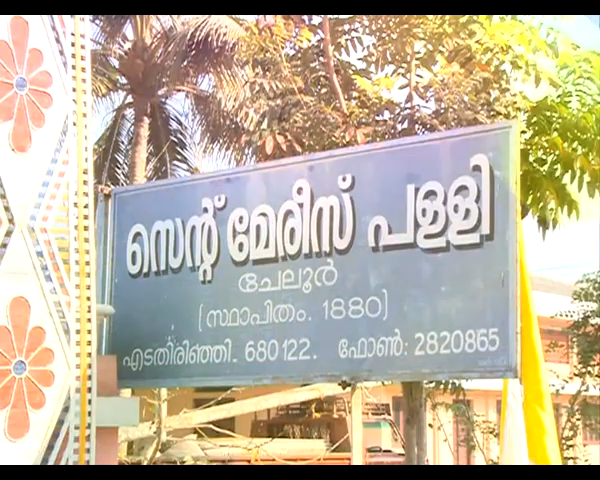 സെന്റ് മേരീസ് പള്ളി
ചേലൂർ
(സ്ഥാപിതം. 1880)
എടതിരിഞ്ഞി. 680122. ഫോൺ: 2820865